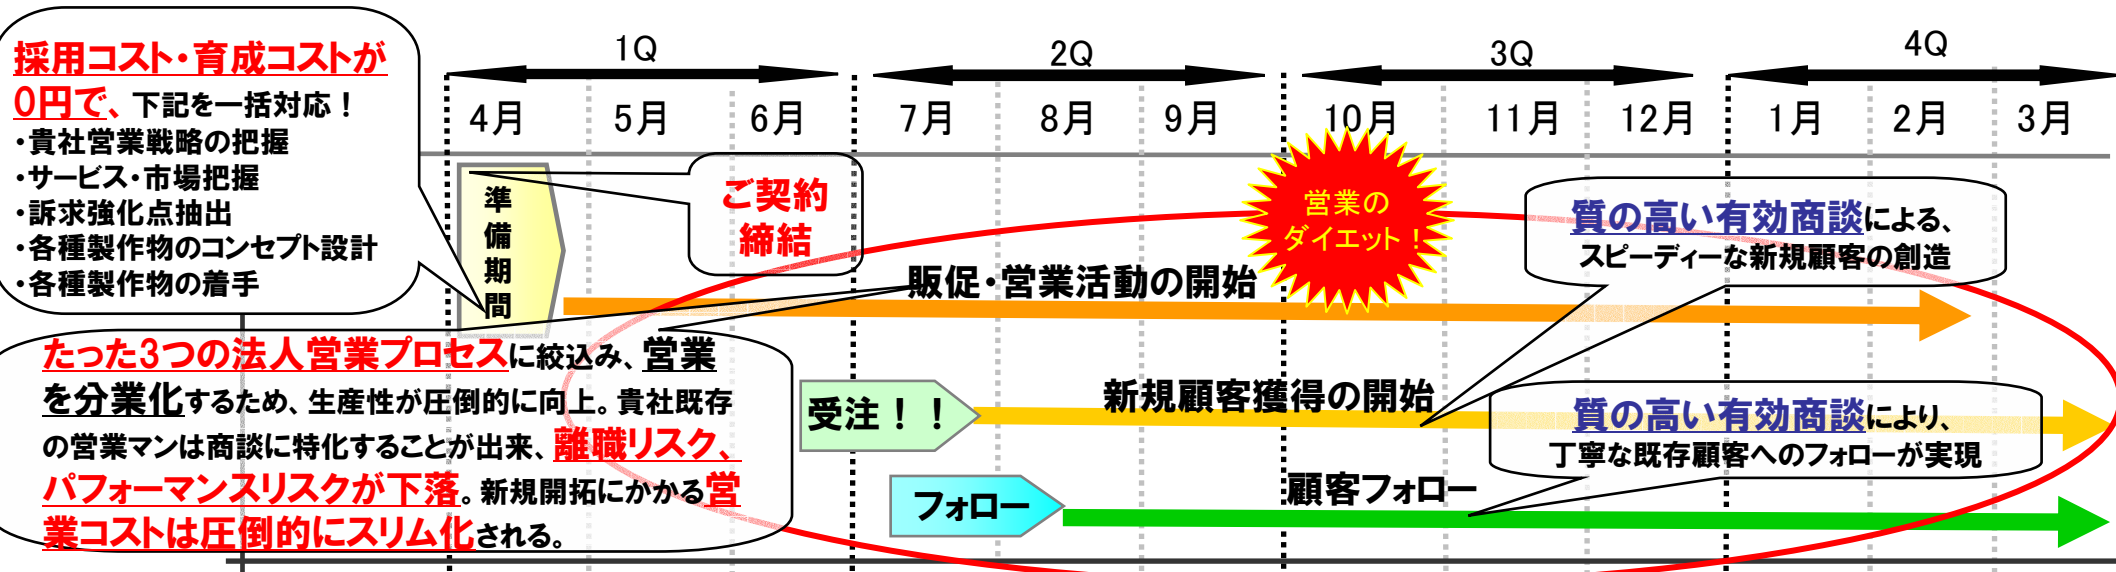 採用コスト・育成コストが
0円で、下記を一括対応！
・貴社営業戦略の把握
・サービス・市場把握
・訴求強化点抽出
・各種製作物のコンセプト設計
・各種製作物の着手
1Q
2Q
3Q
4Q
4月
5月
6月
7月
8月
9月
10月
11月
12月
1月
2月
3月
準
備
期
間
ご契約
締結
営業の
ダイエット！
質の高い有効商談による、
スピーディーな新規顧客の創造
販促・営業活動の開始
たった3つの法人営業プロセスに絞込み、営業
を分業化するため、生産性が圧倒的に向上。貴社既存
の営業マンは商談に特化することが出来、離職リスク、
パフォーマンスリスクが下落。新規開拓にかかる営
業コストは圧倒的にスリム化される。
受注！！
新規顧客獲得の開始
質の高い有効商談により、
丁寧な既存顧客へのフォローが実現
フォロー
顧客フォロー